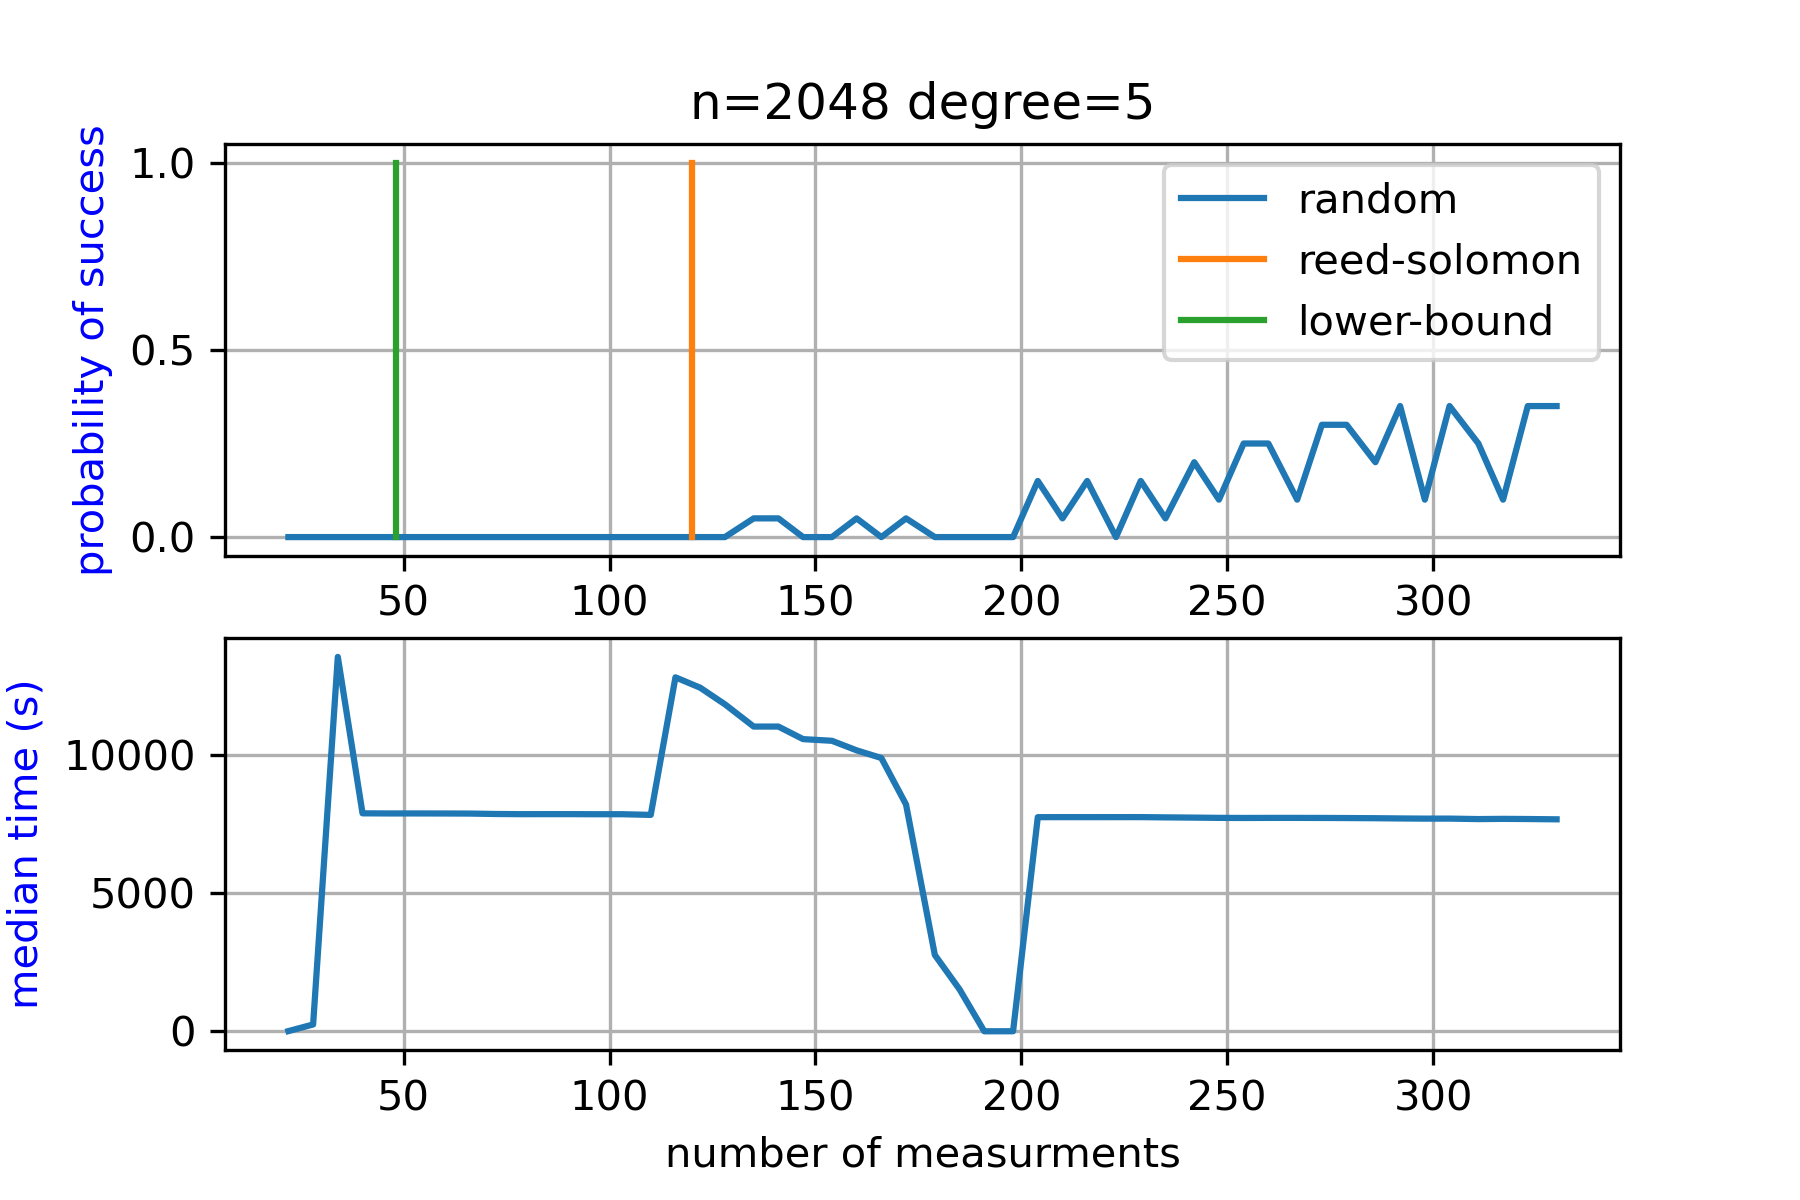 n=2048 degree=5
probability of success
1.0
0.5
0.0
random
reed-solomon
lower-bound
50 100 150 200 250 300
median time (s)
10000
5000
0
50 100 150 200 250 300
number of measurments